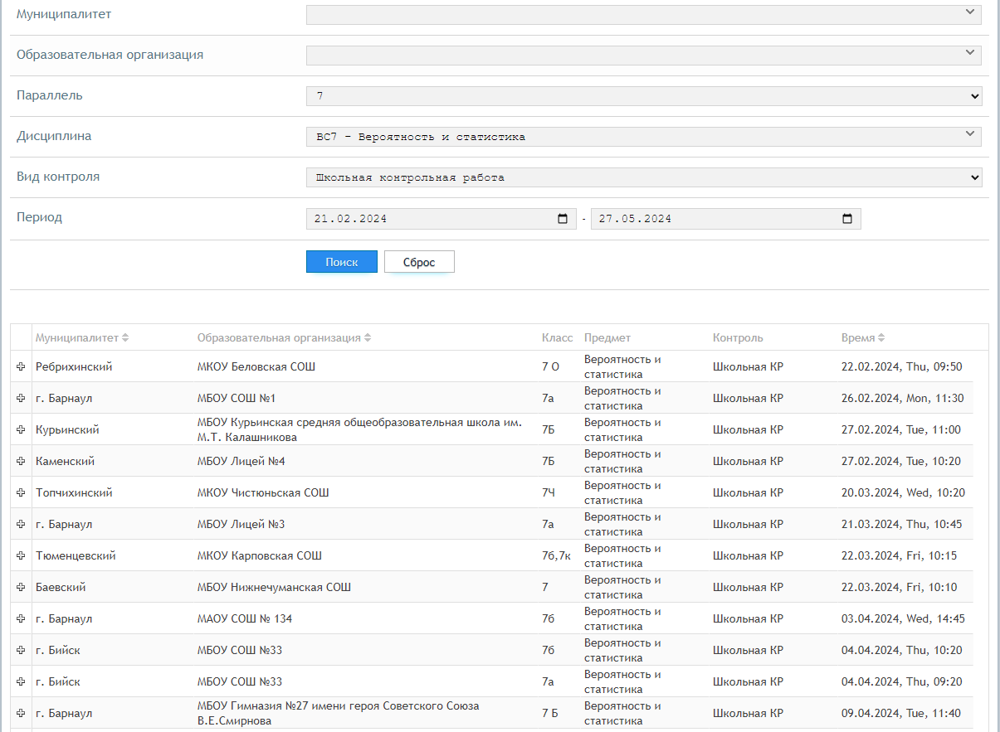 Муниципалитет
Образовательная организация
Параллель 7
Дисциплина ВС7 - Вероятность и статистика
Вид контроля Школьная контрольная работа
Период 21.02.2024 - 27.05.2024
Поиск Сброс
Муниципалитет Образовательная организация Класс Предмет Контроль Время
Ребрихинский МКОУ Беловская СОШ 7 О Вероятность и статистика Школьная КР 22.02.2024, Thu, 09:50
г. Барнаул МБОУ СОШ №1 7а Вероятность и статистика Школьная КР 26.02.2024, Mon, 11:30
Курьинский МБОУ Курьинская средняя общеобразовательная школа им. М.Т. Калашникова 7Б Вероятность и статистика Школьная КР 27.02.2024, Tue, 11:00
Каменский МБОУ Лицей №4 7Б Вероятность и статистика Школьная КР 27.02.2024, Tue, 10:20
Топчихинский МКОУ Чистюньская СОШ 7Ч Вероятность и статистика Школьная КР 20.03.2024, Wed, 10:20
г. Барнаул МБОУ Лицей №3 7а Вероятность и статистика Школьная КР 21.03.2024, Thu, 10:45
Тюменцевский МКОУ Карповская СОШ 7б,7к Вероятность и статистика Школьная КР 22.03.2024, Fri, 10:15
Баевский МБОУ Нижнечуманская СОШ 7 Вероятность и статистика Школьная КР 22.03.2024, Fri, 10:10
г. Барнаул МАОУ СОШ № 134 7б Вероятность и статистика Школьная КР 03.04.2024, Wed, 14:45
г. Бийск МБОУ СОШ №33 7б Вероятность и статистика Школьная КР 04.04.2024, Thu, 10:20
г. Бийск МБОУ СОШ №33 7а Вероятность и статистика Школьная КР 04.04.2024, Thu, 09:20
г. Барнаул МБОУ Гимназия №27 имени героя Советского Союза В.Е.Смирнова 7 Б Вероятность и статистика Школьная КР 09.04.2024, Tue, 11:40